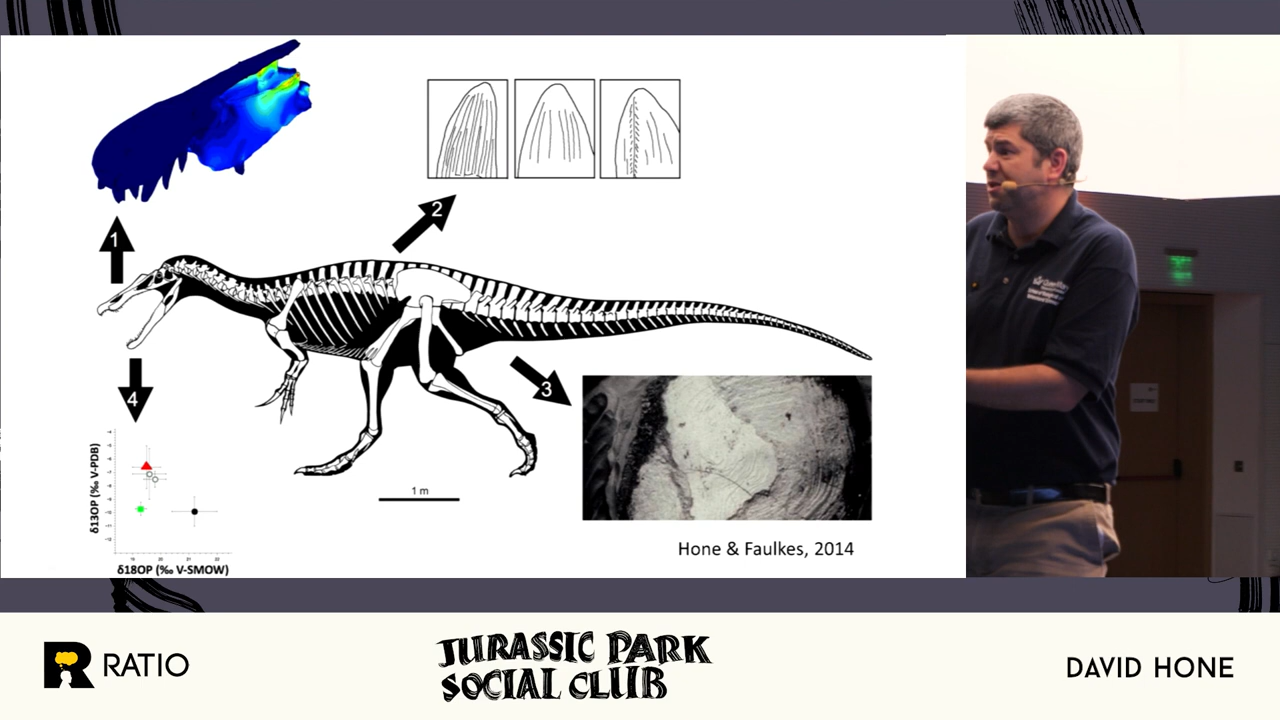 1
2
3
4
1 m
δ13OP (‰ V-PDB)
δ18OP (‰ V-SMOW)
Hone & Faulkes, 2014
RATIO
JURASSIC PARK
SOCIAL CLUB
DAVID HONE